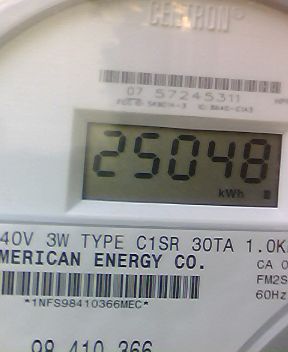 CENTRON®
07 57245311
25048
kWh
40V 3W TYPE C1SR 30TA 1.0K
MERICAN ENERGY CO.
CA 0
FM2S
*1NFS98410366MEC*
60Hz
98 410 366